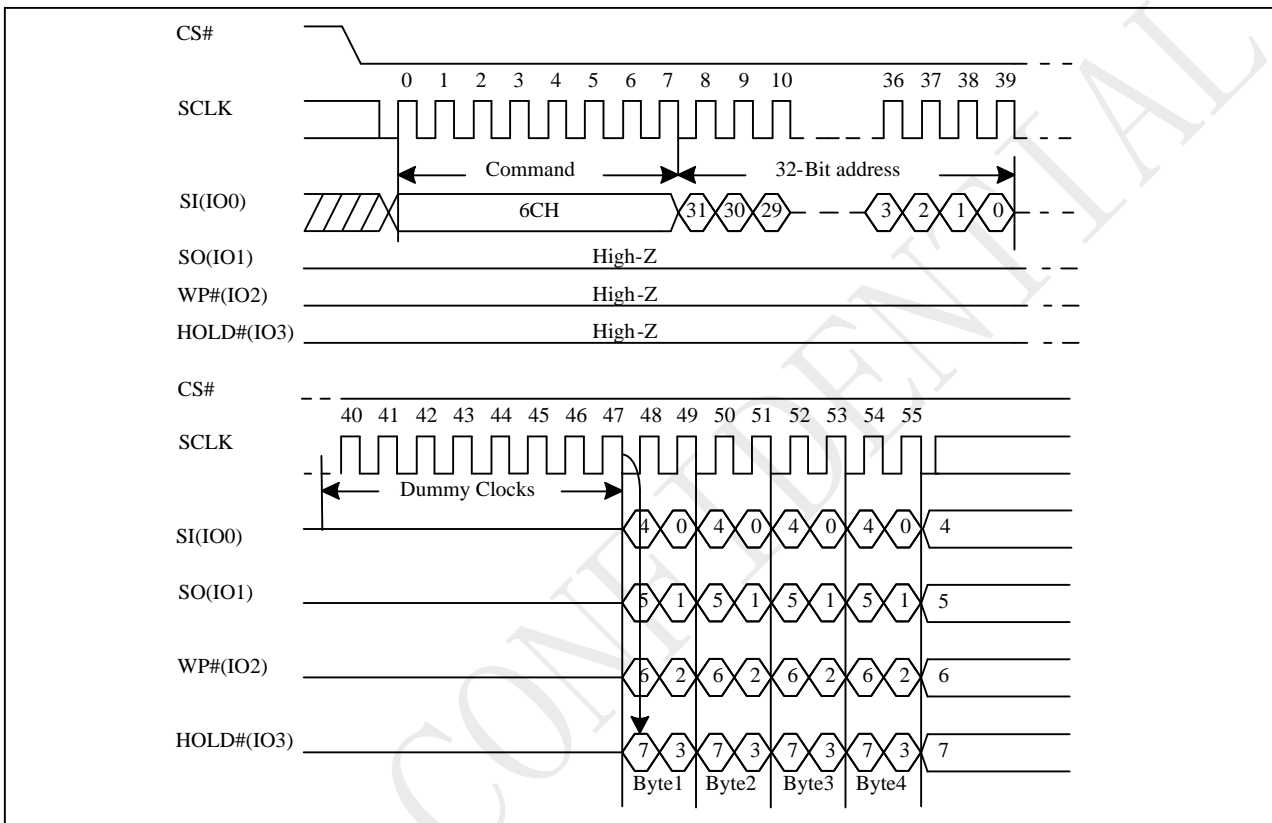 CS#
0 1 2 3 4 5 6 7 8 9 10 36 37 38 39
SCLK
Command 32-Bit address
SI(IO0) 6CH 31 30 29 3 2 1 0
SO(IO1) High-Z
WP#(IO2) High-Z
HOLD#(IO3) High-Z
CS#
40 41 42 43 44 45 46 47 48 49 50 51 52 53 54 55
SCLK
Dummy Clocks
SI(IO0) 4 0 4 0 4 0 4 0 4
SO(IO1) 5 1 5 1 5 1 5 1 5
WP#(IO2) 6 2 6 2 6 2 6 2 6
HOLD#(IO3) 7 3 7 3 7 3 7 3 7
Byte1 Byte2 Byte3 Byte4
CONFIDENTIAL